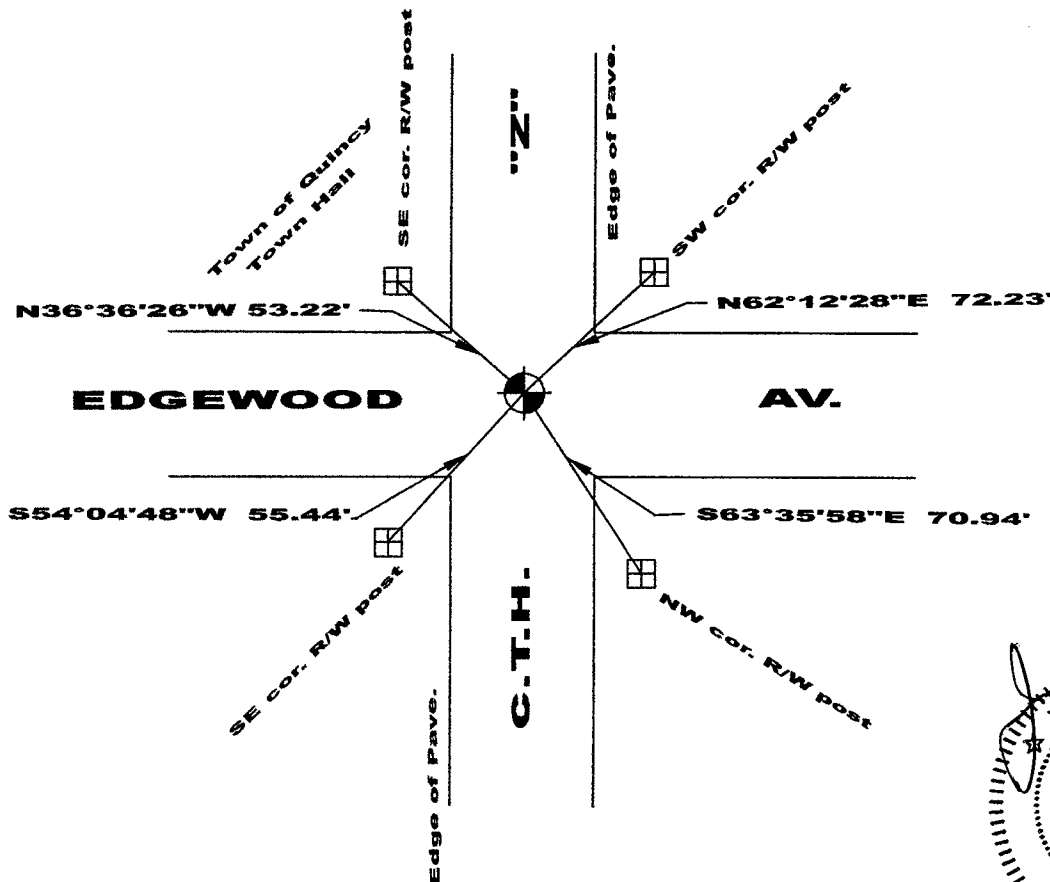 SE cor. R/W post
"Z"
Edge of Pave.
Town of Quincy
Town Hall
SW cor. R/W post
N36°36'26"W 53.22'
N62°12'28"E 72.23'
EDGEWOOD
AV.
S54°04'48"W 55.44'
S63°35'58"E 70.94'
SE cor. R/W post
C.T.H.
NW cor. R/W post
Edge of Pave.